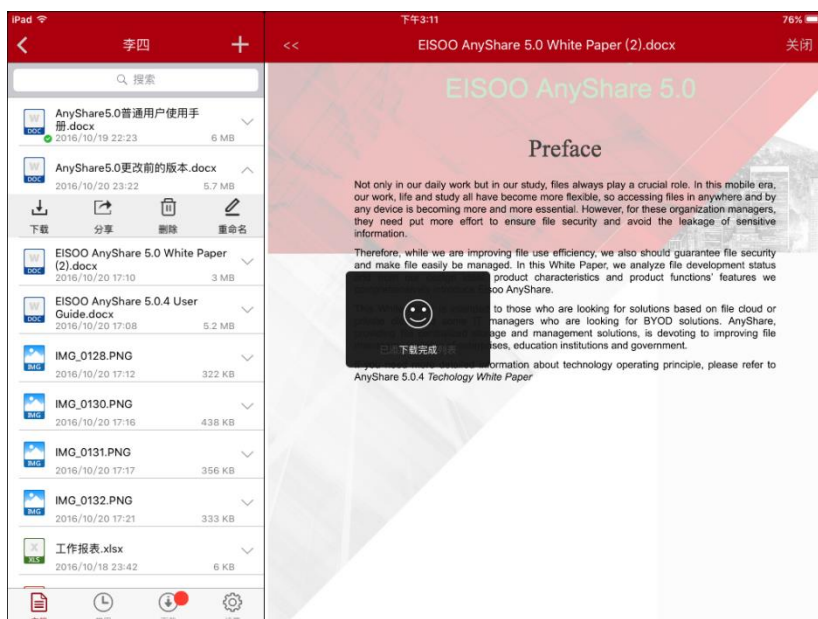 iPad
下午3:11
76%
李四
<<
EISOO AnyShare 5.0 White Paper (2).docx
关闭
搜索
AnyShare5.0普通用户使用手
册.docx
2016/10/19 22:23
6 MB
AnyShare5.0更改前的版本.docx
2016/10/20 23:22
5.7 MB
下载
分享
删除
重命名
EISOO AnyShare 5.0 White Paper
(2).docx
2016/10/20 17:10
3 MB
EISOO AnyShare 5.0.4 User
Guide.docx
2016/10/20 17:08
5.2 MB
IMG_0128.PNG
2016/10/20 17:12
322 KB
IMG_0130.PNG
2016/10/20 17:16
438 KB
IMG_0131.PNG
2016/10/20 17:17
356 KB
IMG_0132.PNG
2016/10/20 17:21
333 KB
工作报表.xlsx
2016/10/18 23:42
6 KB
EISOO AnyShare 5.0
Preface
Not only in our daily work but in our study, files always play a crucial role. In this mobile era,
our work, life and study all have become more flexible, so accessing files in anywhere and by
any device is becoming more and more essential. However, for these organization managers,
they need put more effort to ensure file security and avoid the leakage of sensitive
information.
Therefore, while we are improving file use efficiency, we also should guarantee file security
and make file easily be managed. In this White Paper, we analyze file development status
product characteristics and product functions' features we
soo AnyShare.
to those who are looking for solutions based on file cloud or
managers who are looking for BYOD solutions. AnyShare,
age and management solutions, is devoting to improving file
ises, education institutions and government.
下载完成
ormation about technology operating principle, please refer to
AnyShare 5.0.4 Techology White Paper